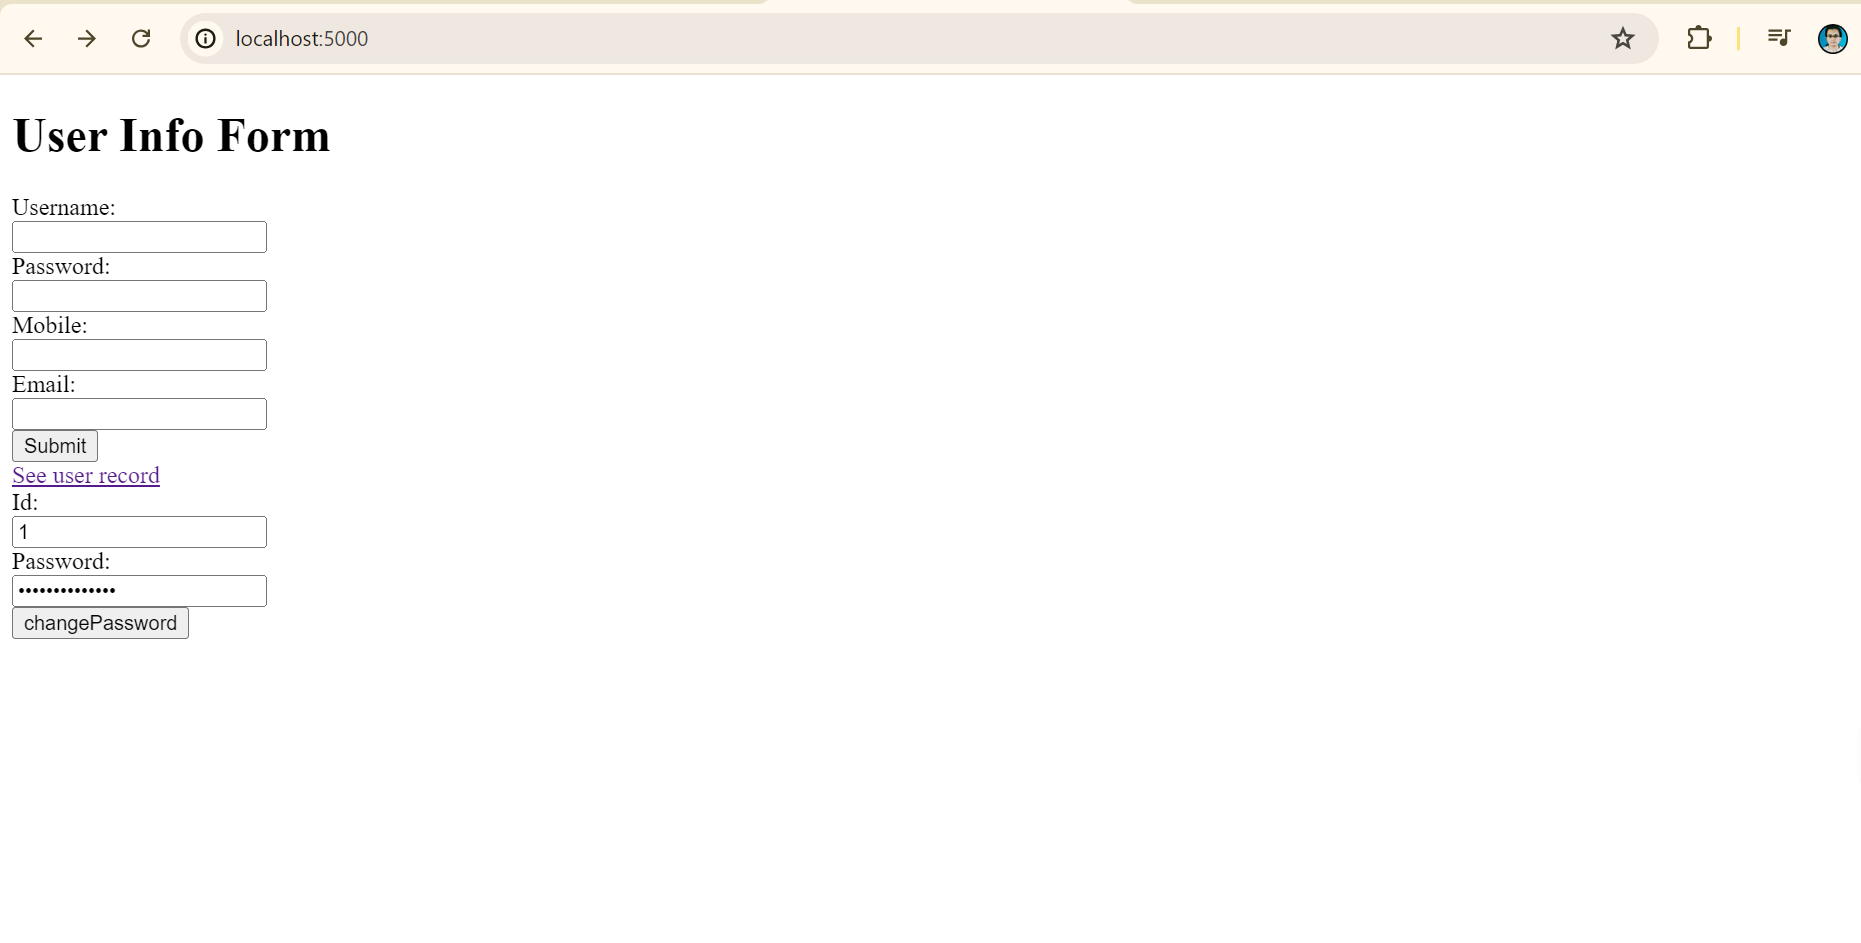 localhost:5000
User Info Form
Username:
Password:
Mobile:
Email:
Submit
See user record
Id:
1
Password:
••••••••••••••
changePassword